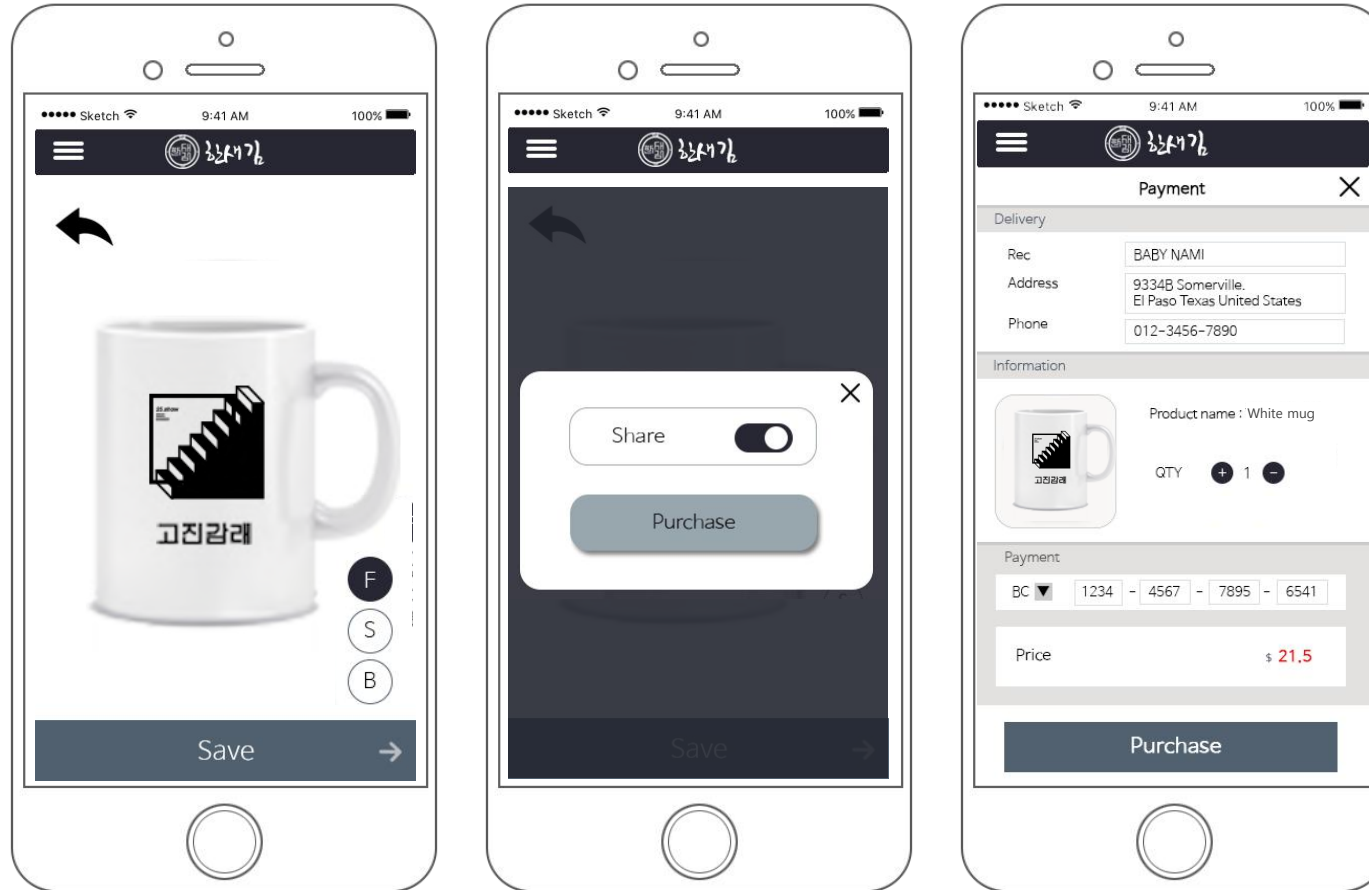 Sketch 9:41 AM 100%
한새김
25.ehow
고진감래
F
S
B
Save
Sketch 9:41 AM 100%
한새김
Share
Purchase
Save
Sketch 9:41 AM 100%
한새김
Payment
Delivery
Rec BABY NAMI
Address 9334B Somerville.
El Paso Texas United States
Phone 012-3456-7890
Information
Product name : White mug
고진감래
QTY + 1 -
Payment
BC ▼ 1234 - 4567 - 7895 - 6541
Price $ 21.5
Purchase